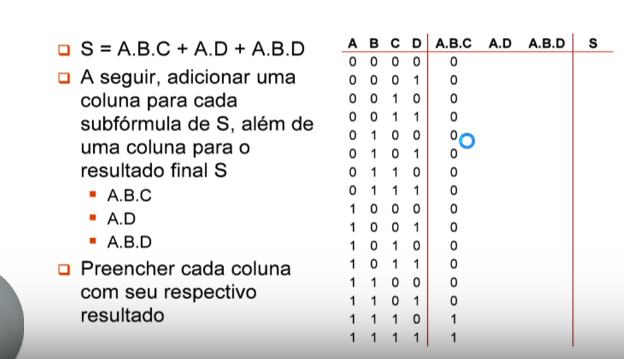 S = A.B.C + A.D + A.B.D
A seguir, adicionar uma
coluna para cada
subfórmula de S, além de
uma coluna para o
resultado final S
A.B.C
A.D
A.B.D
Preencher cada coluna
com seu respectivo
resultado
A B C D A.B.C A.D A.B.D S
0 0 0 0 0
0 0 0 1 0
0 0 1 0 0
0 0 1 1 0
0 1 0 0 0
0 1 0 1 0
0 1 1 0 0
0 1 1 1 0
1 0 0 0 0
1 0 0 1 0
1 0 1 0 0
1 0 1 1 0
1 1 0 0 0
1 1 0 1 0
1 1 1 0 1
1 1 1 1 1